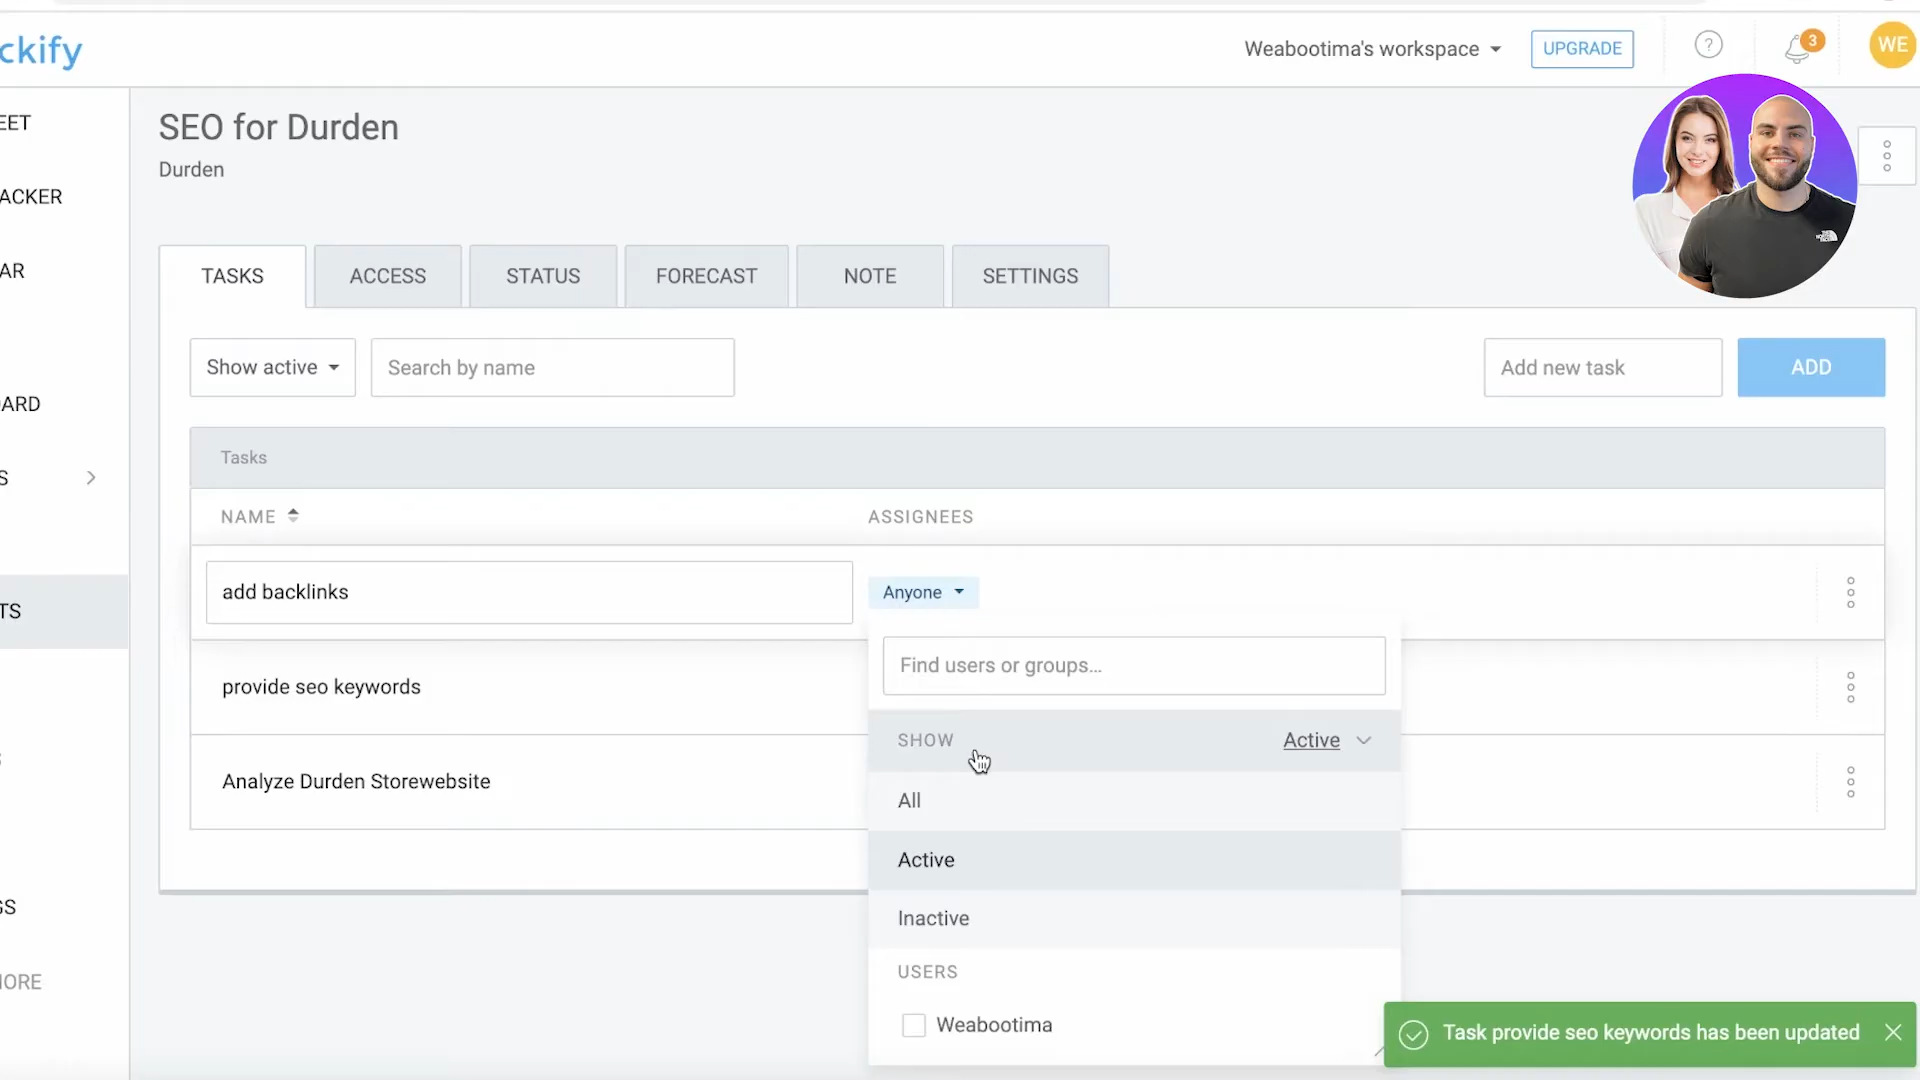 ckify
Weabootima's workspace
UPGRADE
?
3
WE
EET
SEO for Durden
Durden
ACKER
AR
TASKS
ACCESS
STATUS
FORECAST
NOTE
SETTINGS
Show active
Search by name
Add new task
ADD
ARD
Tasks
S
NAME
ASSIGNEES
add backlinks
Anyone
TS
Find users or groups...
provide seo keywords
SHOW
Active
Analyze Durden Storewebsite
All
Active
GS
Inactive
USERS
MORE
Weabootima
Task provide seo keywords has been updated